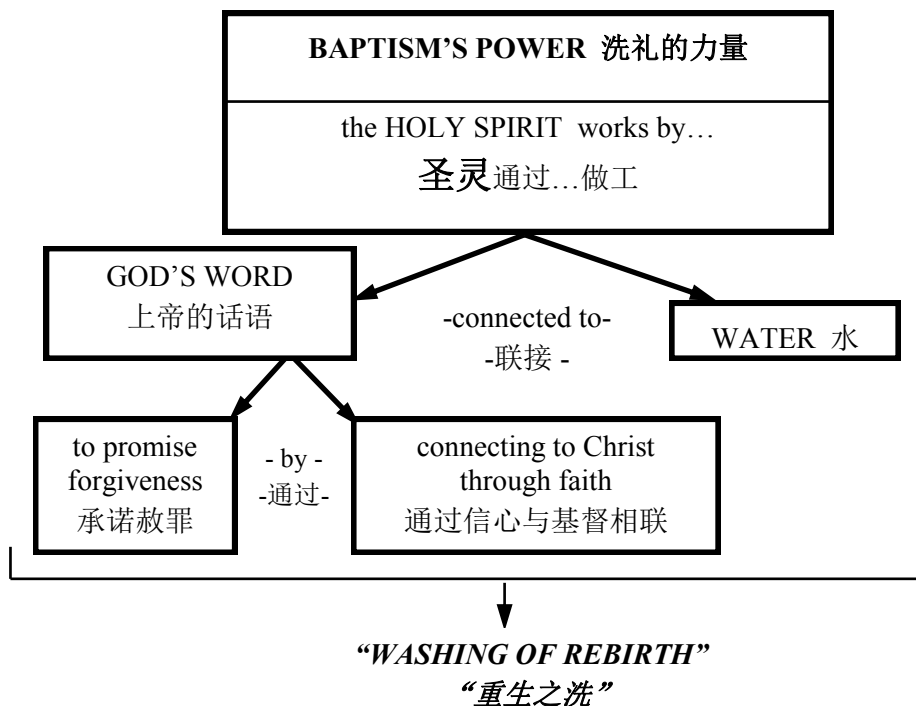 BAPTISM’S POWER 洗礼的力量
the HOLY SPIRIT works by…
圣灵通过…做工
GOD’S WORD
上帝的话语
-connected to-
-联接 -
WATER 水
to promise
forgiveness
承诺赦罪
- by -
-通过-
connecting to Christ
through faith
通过信心与基督相联
“WASHING OF REBIRTH”
“重生之洗”